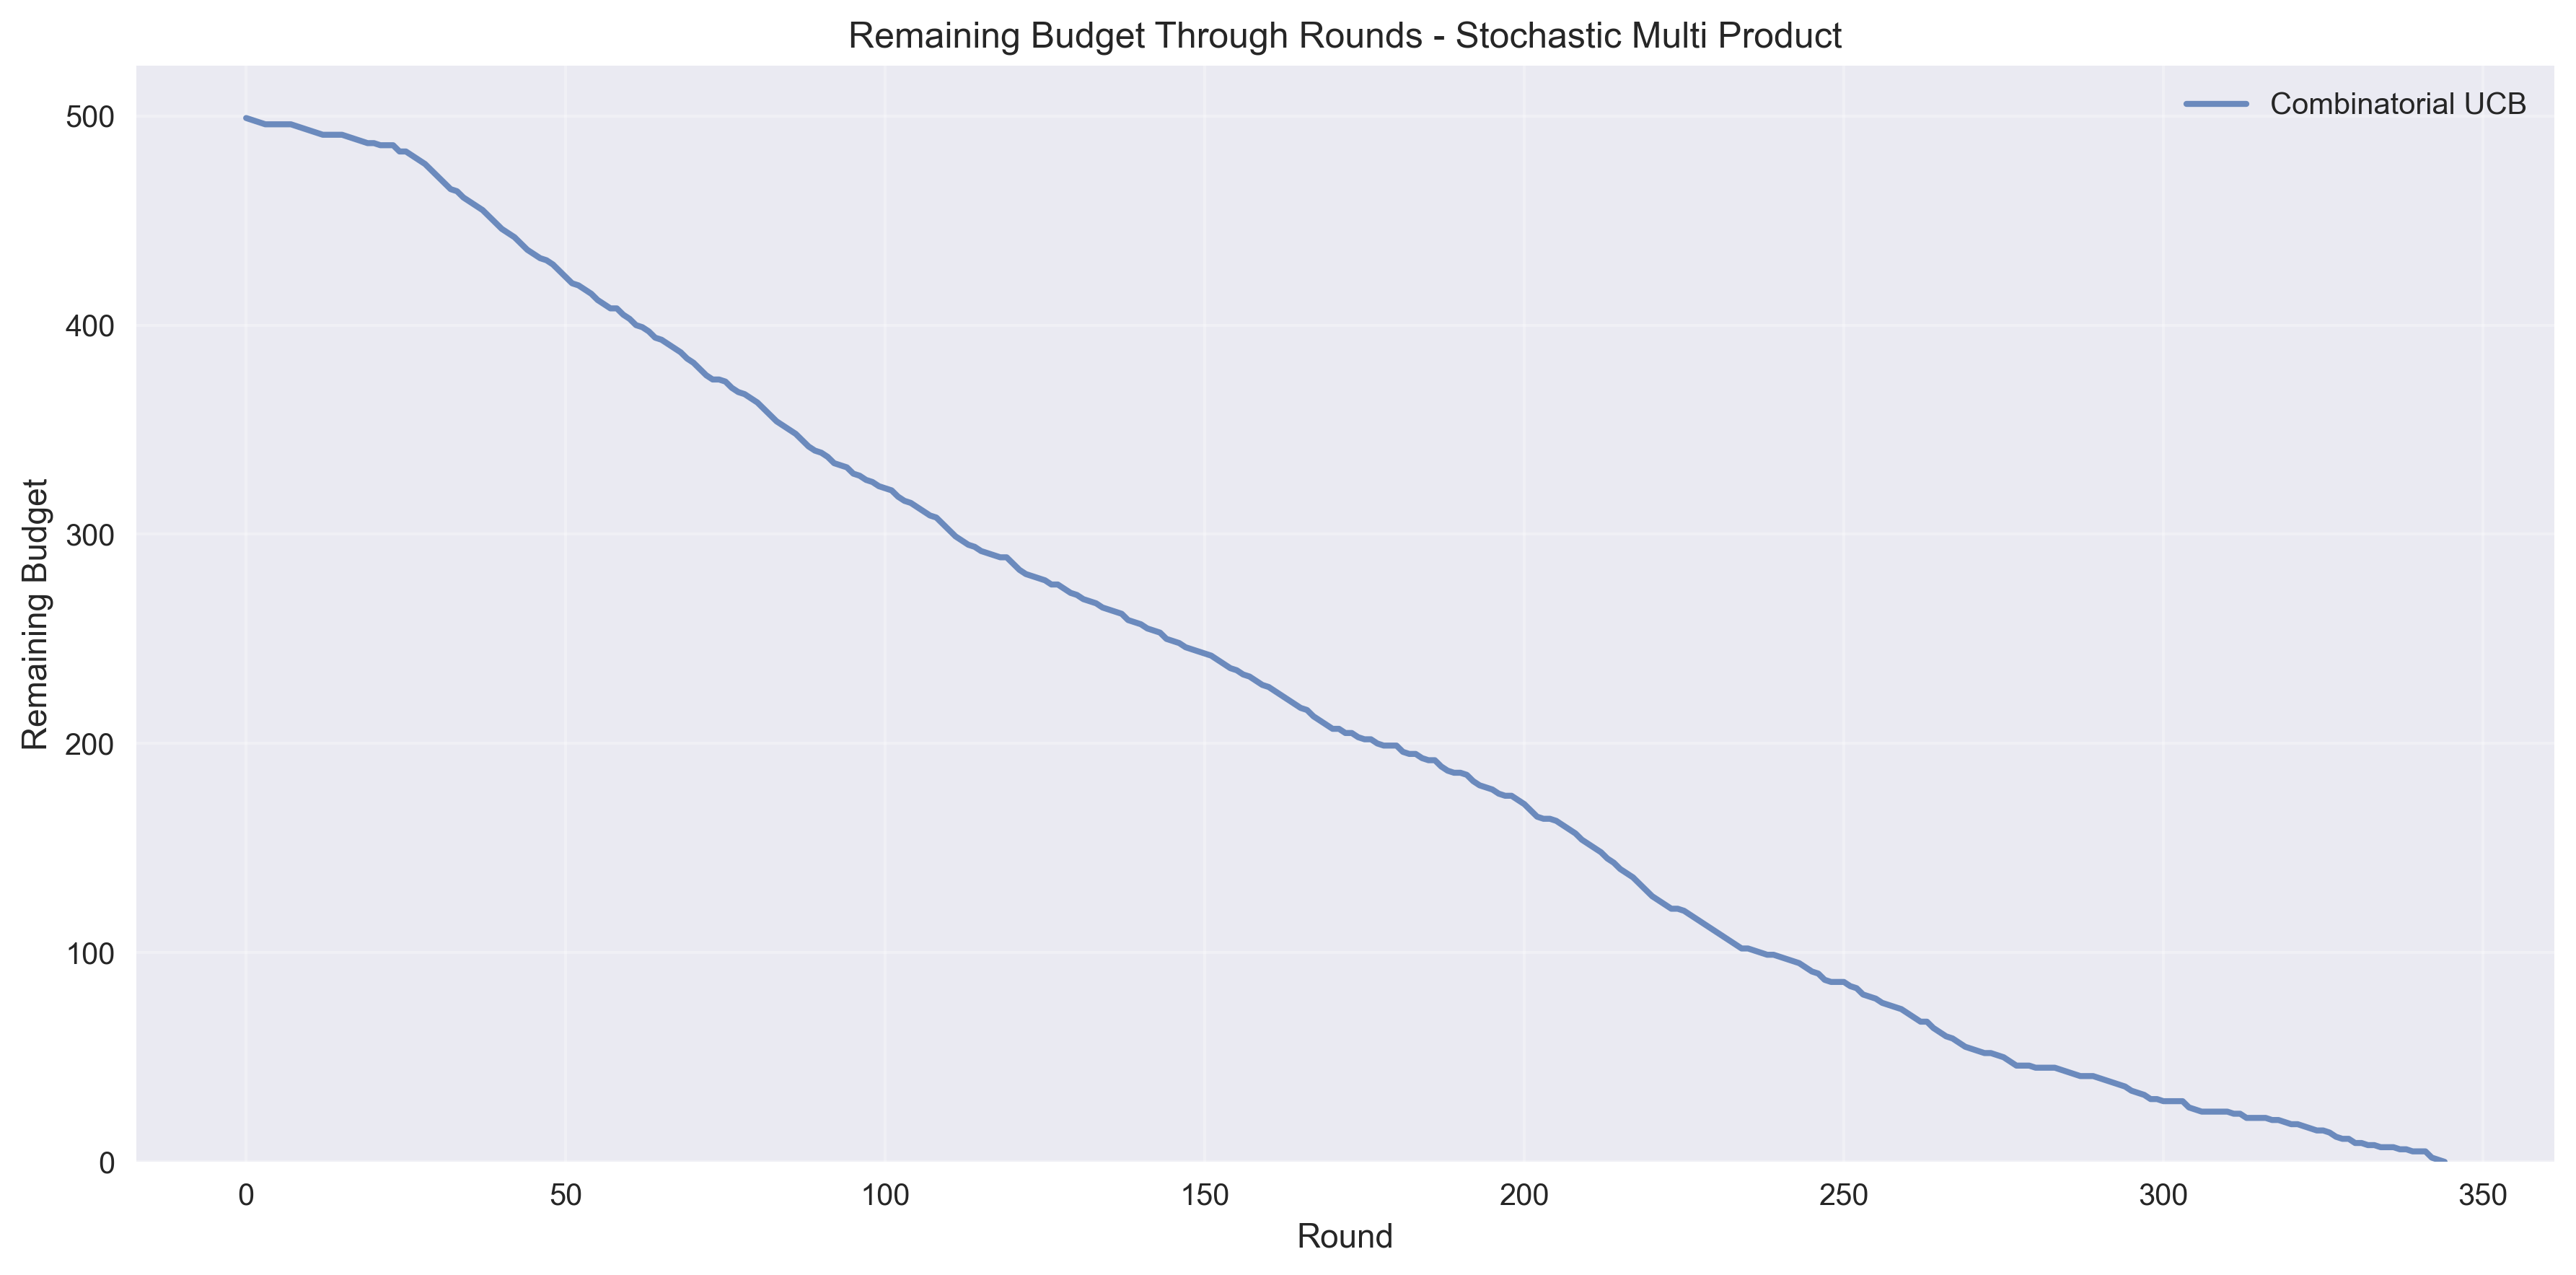 Remaining Budget Through Rounds - Stochastic Multi Product
Combinatorial UCB
Remaining Budget
500
400
300
200
100
0
0 50 100 150 200 250 300 350
Round